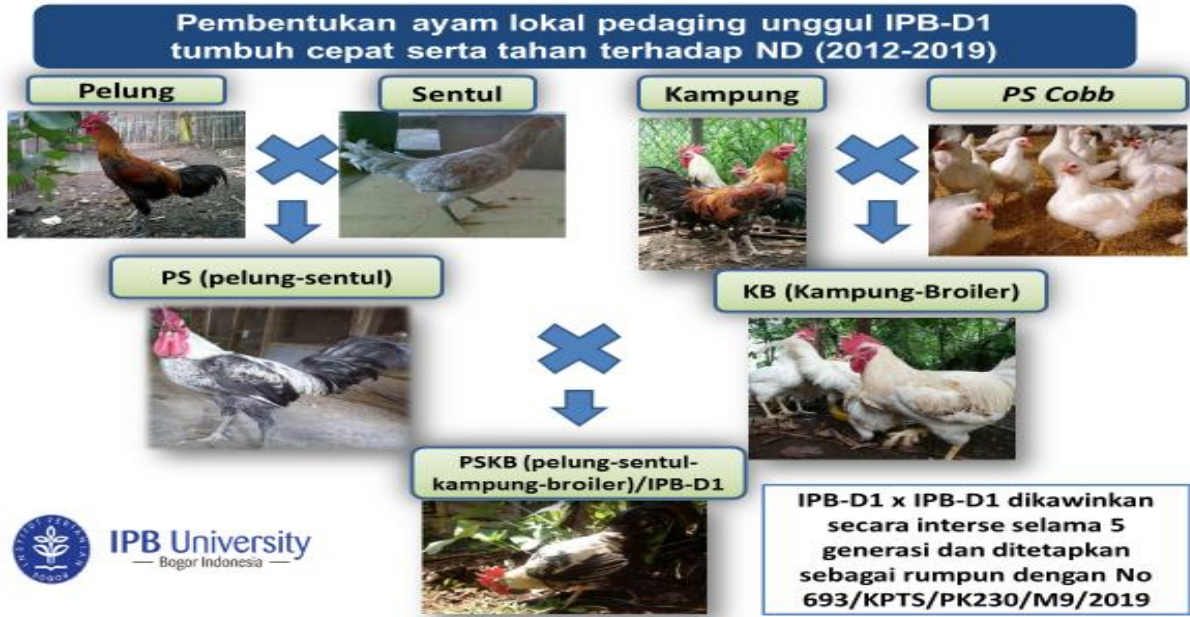 Pembentukan ayam lokal pedaging unggul IPB-D1
tumbuh cepat serta tahan terhadap ND (2012-2019)
Pelung
Sentul
Kampung
PS Cobb
PS (pelung-sentul)
KB (Kampung-Broiler)
PSKB (pelung-sentul-
kampung-broiler)/IPB-D1
INSTITUT PERTANIAN
BOGOR
IPB University
Bogor Indonesia
IPB-D1 x IPB-D1 dikawinkan
secara interse selama 5
generasi dan ditetapkan
sebagai rumpun dengan No
693/KPTS/PK230/M9/2019